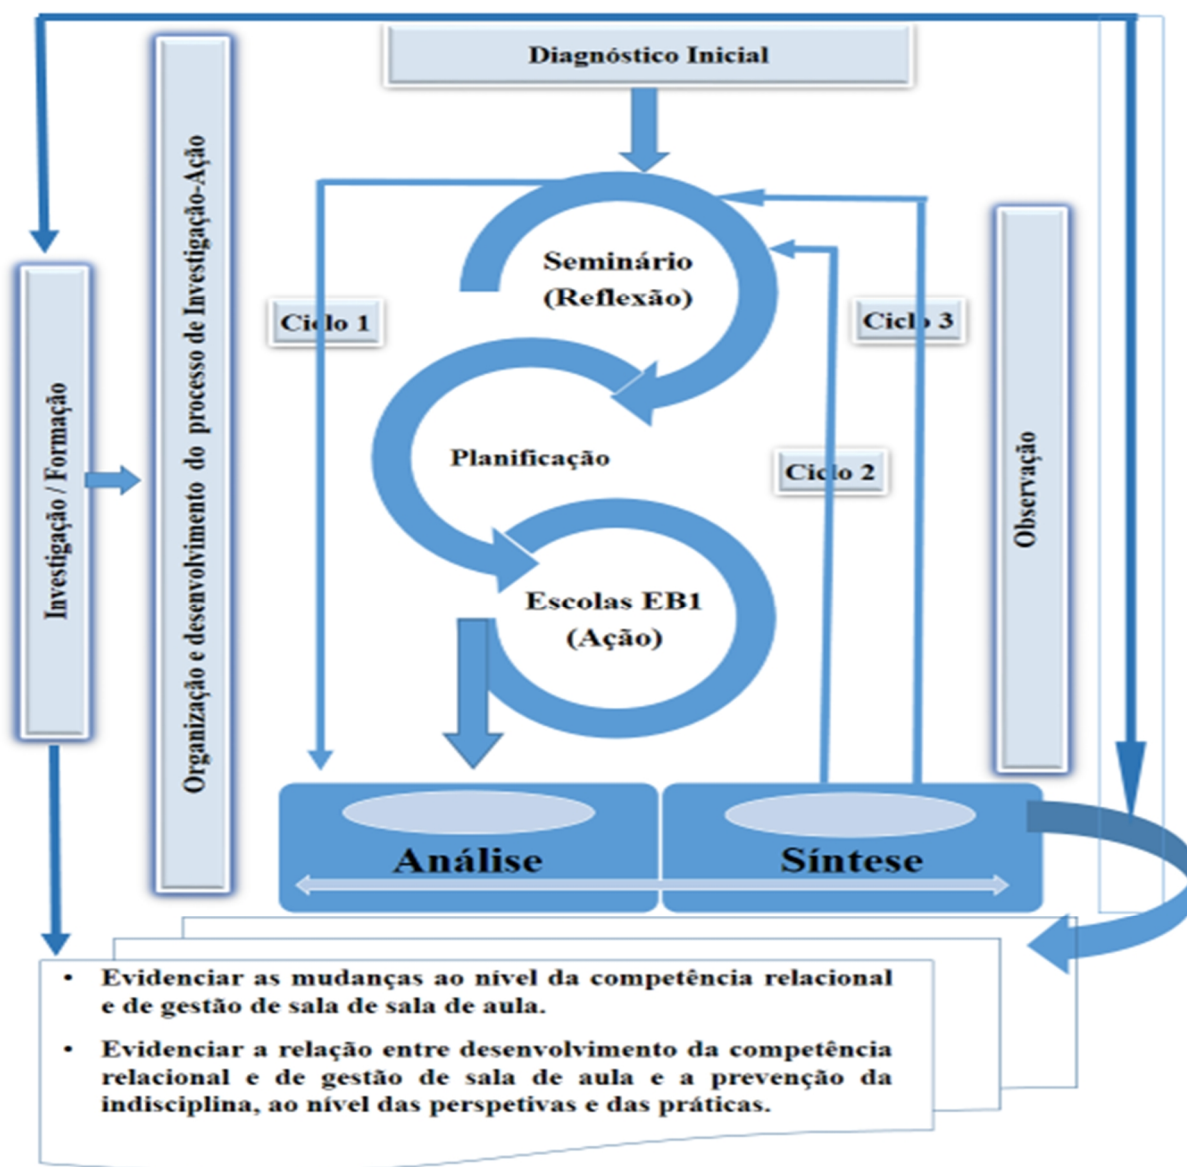 Diagnóstico Inicial
Organização e desenvolvimento do processo de Investigação-Ação
Investigação / Formação
Seminário
(Reflexão)
Ciclo 1
Ciclo 3
Planificação
Ciclo 2
Observação
Escolas EB1
(Ação)
Análise
Síntese
• Evidenciar as mudanças ao nível da competência relacional
e de gestão de sala de sala de aula.
• Evidenciar a relação entre desenvolvimento da competência
relacional e de gestão de sala de aula e a prevenção da
indisciplina, ao nível das perspetivas e das práticas.